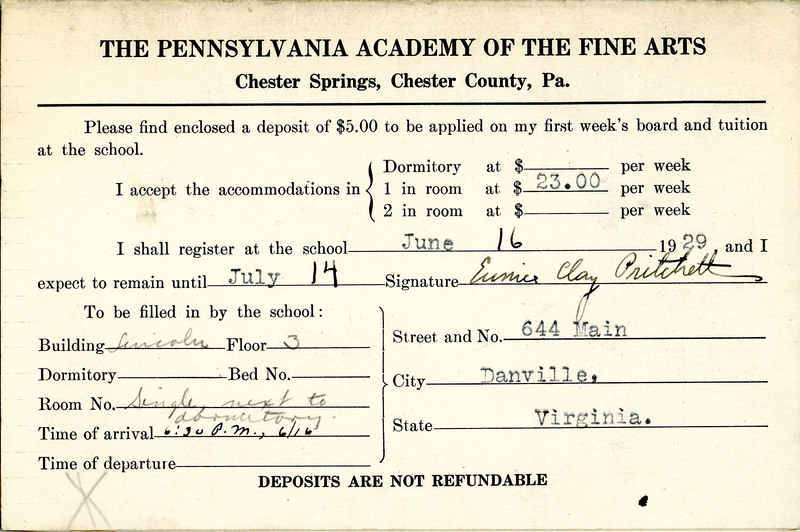 THE PENNSYLVANIA ACADEMY OF THE FINE ARTS
Chester Springs, Chester County, Pa.
Please find enclosed a deposit of $5.00 to be applied on my first week's board and tuition
at the school.
I accept the accommodations in
Dormitory at $ per week
1 in room at $ 23.00 per week
2 in room at $ per week
I shall register at the school June 16 1929, and I
expect to remain until July 14 Signature Eunice Clay Pritchett
To be filled in by the school:
Building Lincoln Floor 3
Dormitory Bed No.
Room No. Single, next to
dormitory.
Time of arrival 6:30 P.M., 6/16
Time of departure
Street and No. 644 Main
City Danville,
State Virginia.
DEPOSITS ARE NOT REFUNDABLE